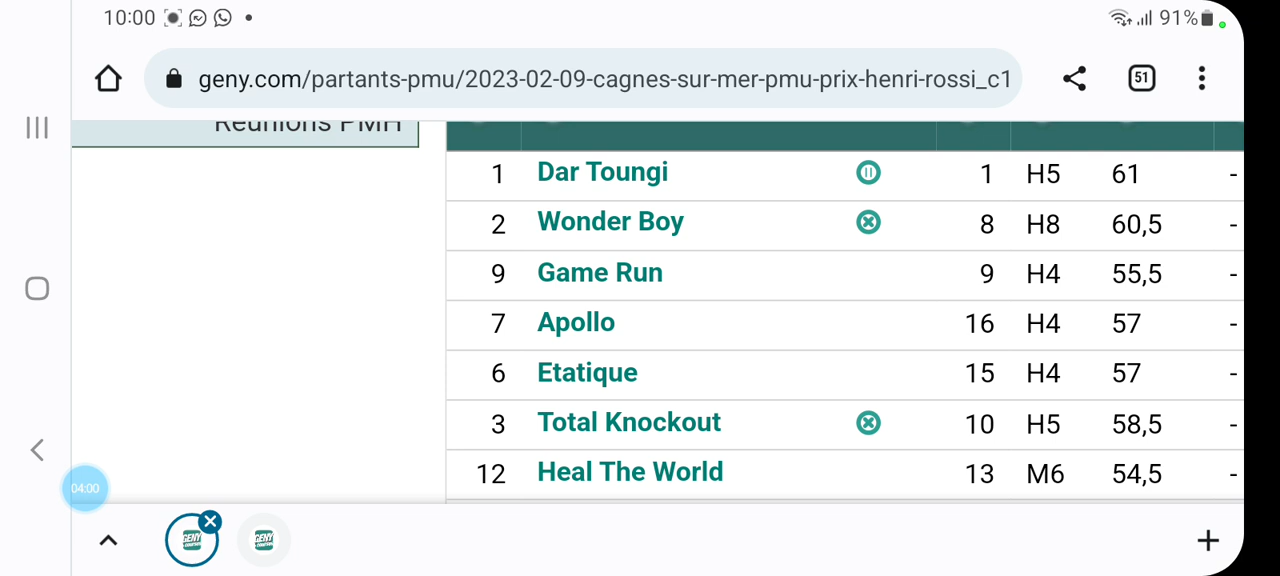 10:00 91%
geny.com/partants-pmu/2023-02-09-cagnes-sur-mer-pmu-prix-henri-rossi_c1 51
Réunions PMH
1 Dar Toungi 1 H5 61 -
2 Wonder Boy 8 H8 60,5 -
9 Game Run 9 H4 55,5 -
7 Apollo 16 H4 57 -
6 Etatique 15 H4 57 -
3 Total Knockout 10 H5 58,5 -
12 Heal The World 13 M6 54,5 -
04:00
GENY GENY